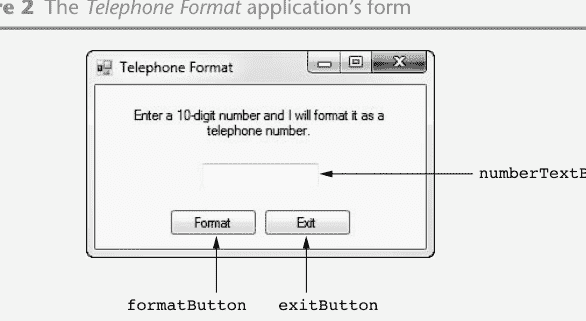 re 2 The Telephone Format application's form
Telephone Format
Enter a 10-digit number and I will format it as a
telephone number.
numberTextB
Format Exit
formatButton exitButton